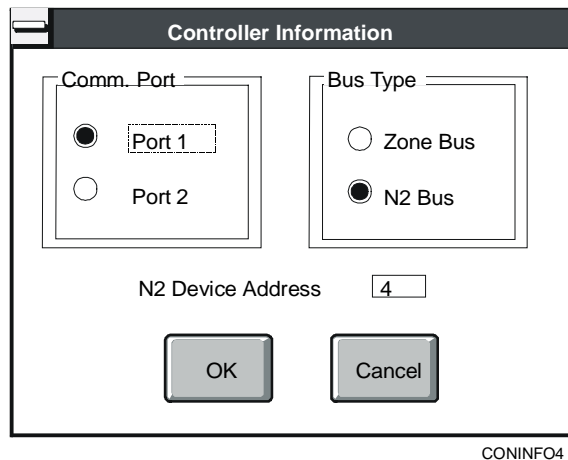 Controller Information
Comm. Port
Port 1
Port 2
Bus Type
Zone Bus
N2 Bus
N2 Device Address 4
OK Cancel
CONINFO4